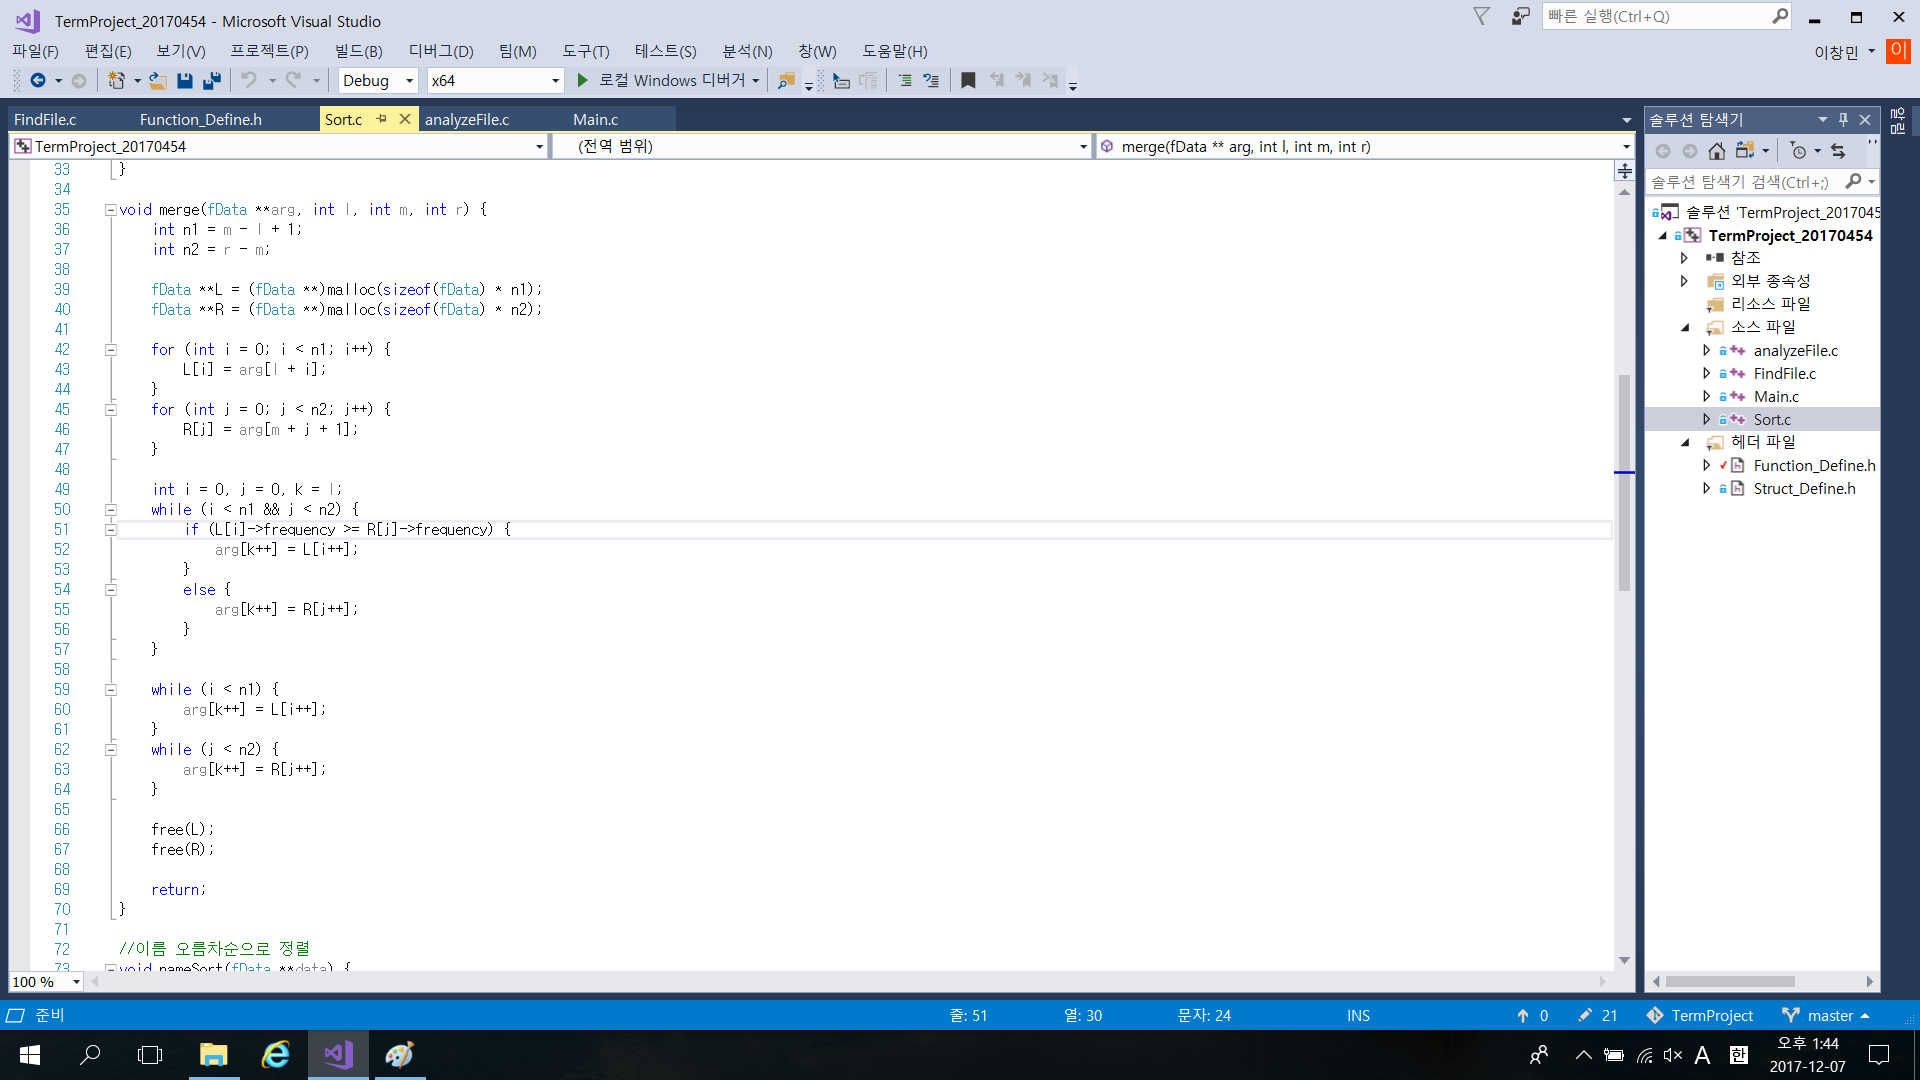 TermProject_20170454 - Microsoft Visual Studio
빠른 실행(Ctrl+Q)
파일(F) 편집(E) 보기(V) 프로젝트(P) 빌드(B) 디버그(D) 팀(M) 도구(T) 테스트(S) 분석(N) 창(W) 도움말(H)
이창민 이
Debug x64 로컬 Windows 디버거
FindFile.c Function_Define.h Sort.c analyzeFile.c Main.c
TermProject_20170454 (전역 범위) merge(fData ** arg, int l, int m, int r)
33 }
34
35 void merge(fData **arg, int l, int m, int r) {
36 int n1 = m - l + 1;
37 int n2 = r - m;
38
39 fData **L = (fData **)malloc(sizeof(fData) * n1);
40 fData **R = (fData **)malloc(sizeof(fData) * n2);
41
42 for (int i = 0; i < n1; i++) {
43 L[i] = arg[l + i];
44 }
45 for (int j = 0; j < n2; j++) {
46 R[j] = arg[m + j + 1];
47 }
48
49 int i = 0, j = 0, k = l;
50 while (i < n1 && j < n2) {
51 if (L[i]->frequency >= R[j]->frequency) {
52 arg[k++] = L[i++];
53 }
54 else {
55 arg[k++] = R[j++];
56 }
57 }
58
59 while (i < n1) {
60 arg[k++] = L[i++];
61 }
62 while (j < n2) {
63 arg[k++] = R[j++];
64 }
65
66 free(L);
67 free(R);
68
69 return;
70 }
71
72 //이름 오름차순으로 정렬
73 void nameSort(fData **data) {
100 %
솔루션 탐색기
솔루션 탐색기 검색(Ctrl+;)
솔루션 'TermProject_2017045
TermProject_20170454
참조
외부 종속성
리소스 파일
소스 파일
analyzeFile.c
FindFile.c
Main.c
Sort.c
헤더 파일
Function_Define.h
Struct_Define.h
알림
준비 줄: 51 열: 30 문자: 24 INS 0 21 TermProject master
A 한 오후 1:44
2017-12-07